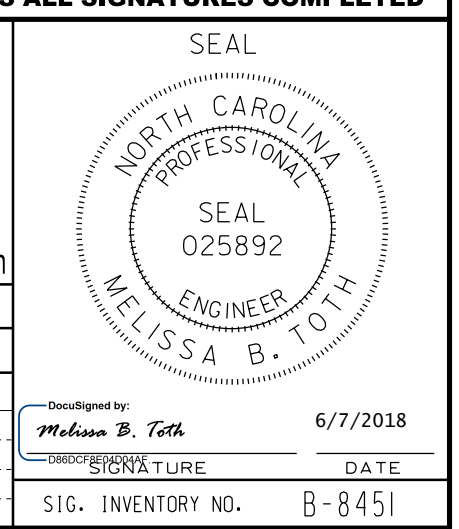 S ALL SIGNATURES COMPLETED
SEAL
NORTH CAROLINA
PROFESSIONAL
SEAL
025892
ENGINEER
MELISSA B. TOTH
DocuSigned by:
Melissa B. Toth
6/7/2018
D86DCF8E04D04AF...
SIGNATURE
DATE
SIG. INVENTORY NO.
B-8451